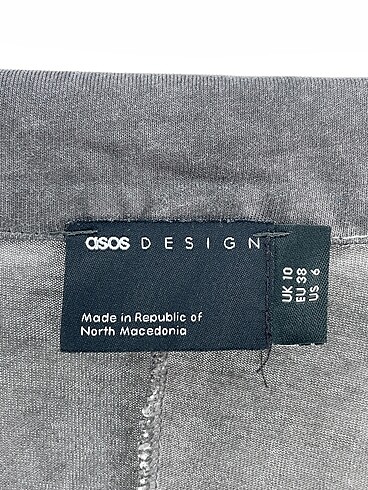 asos DESIGN
Made in Republic of
North Macedonia
UK 10
EU 38
US 6